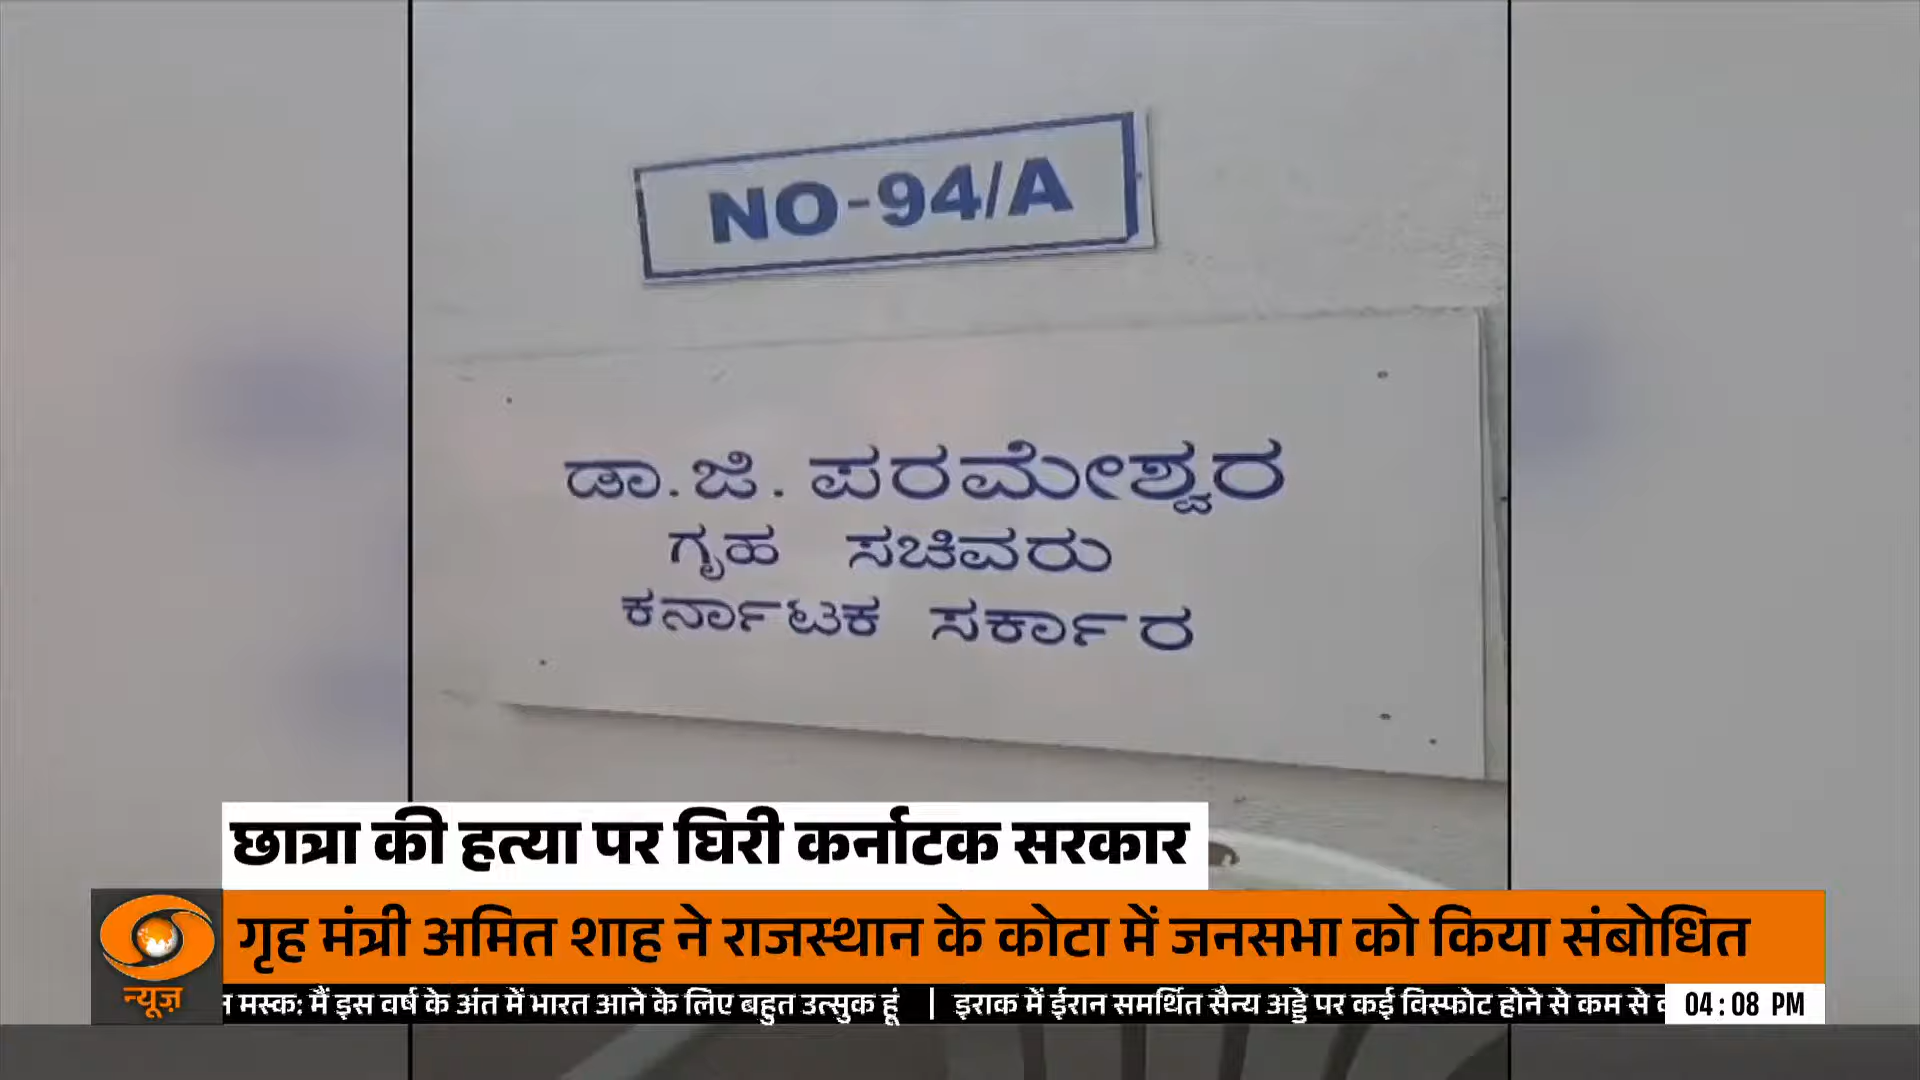 NO-94/A
ಡಾ.ಜಿ. ಪರಮೇಶ್ವರ
ಗೃಹ ಸಚಿವರು
ಕರ್ನಾಟಕ ಸರ್ಕಾರ
छात्रा की हत्या पर घिरी कर्नाटक सरकार
गृह मंत्री अमित शाह ने राजस्थान के कोटा में जनसभा को किया संबोधित
न्यूज़
मस्क: मैं इस वर्ष के अंत में भारत आने के लिए बहुत उत्सुक हूं | इराक में ईरान समर्थित सैन्य अड्डे पर कई विस्फोट होने से कम से
04:08 PM